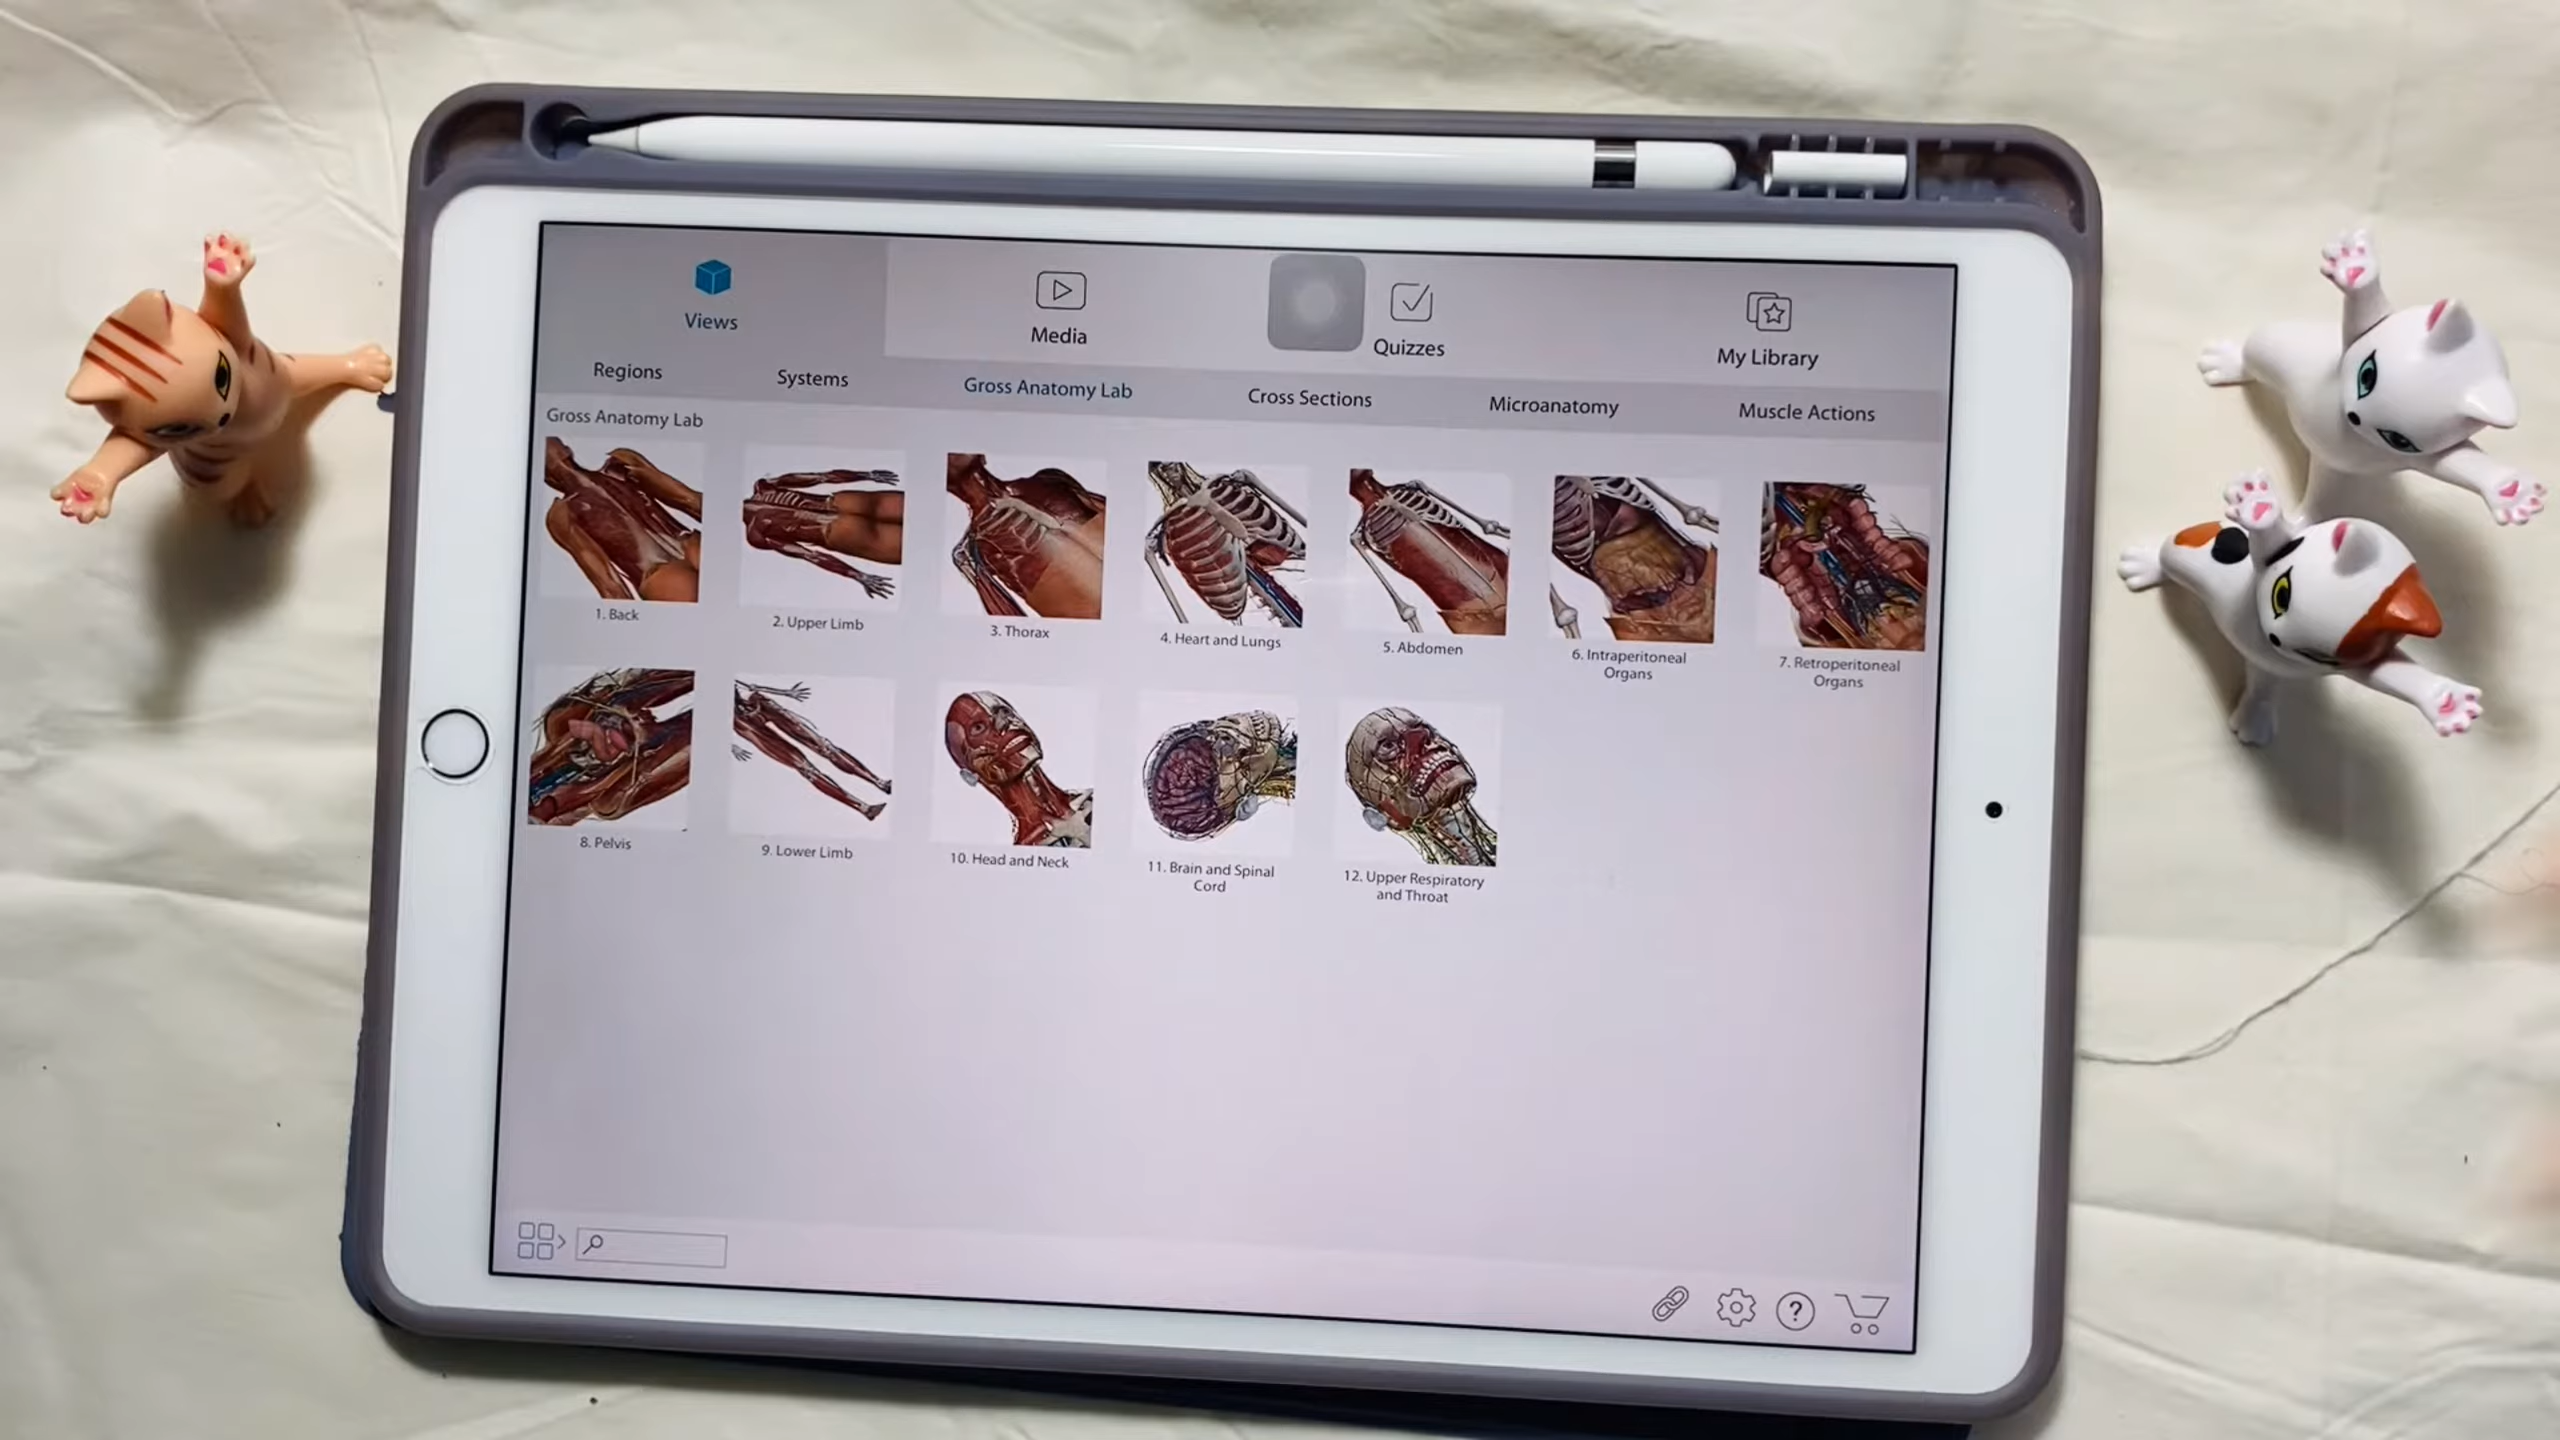 Views
Media
Quizzes
My Library
Regions
Systems
Gross Anatomy Lab
Cross Sections
Microanatomy
Muscle Actions
Gross Anatomy Lab
1. Back
2. Upper Limb
3. Thorax
4. Heart and Lungs
5. Abdomen
6. Intraperitoneal
Organs
7. Retroperitoneal
Organs
8. Pelvis
9. Lower Limb
10. Head and Neck
11. Brain and Spinal
Cord
12. Upper Respiratory
and Throat
?